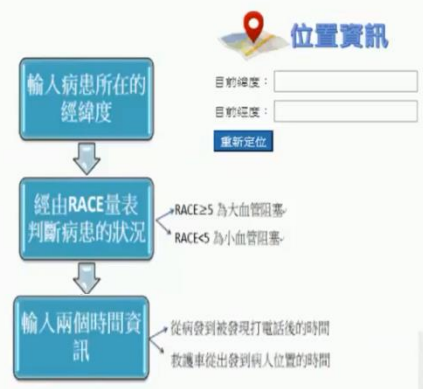 位置資訊
目前緯度：
目前經度：
重新定位
輸入病患所在的
經緯度
經由RACE量表
判斷病患的狀況
RACE≥5 為大血管阻塞
RACE<5 為小血管阻塞
輸入兩個時間資
訊
從病發到被發現打電話後的時間
救護車從出發到病人位置的時間